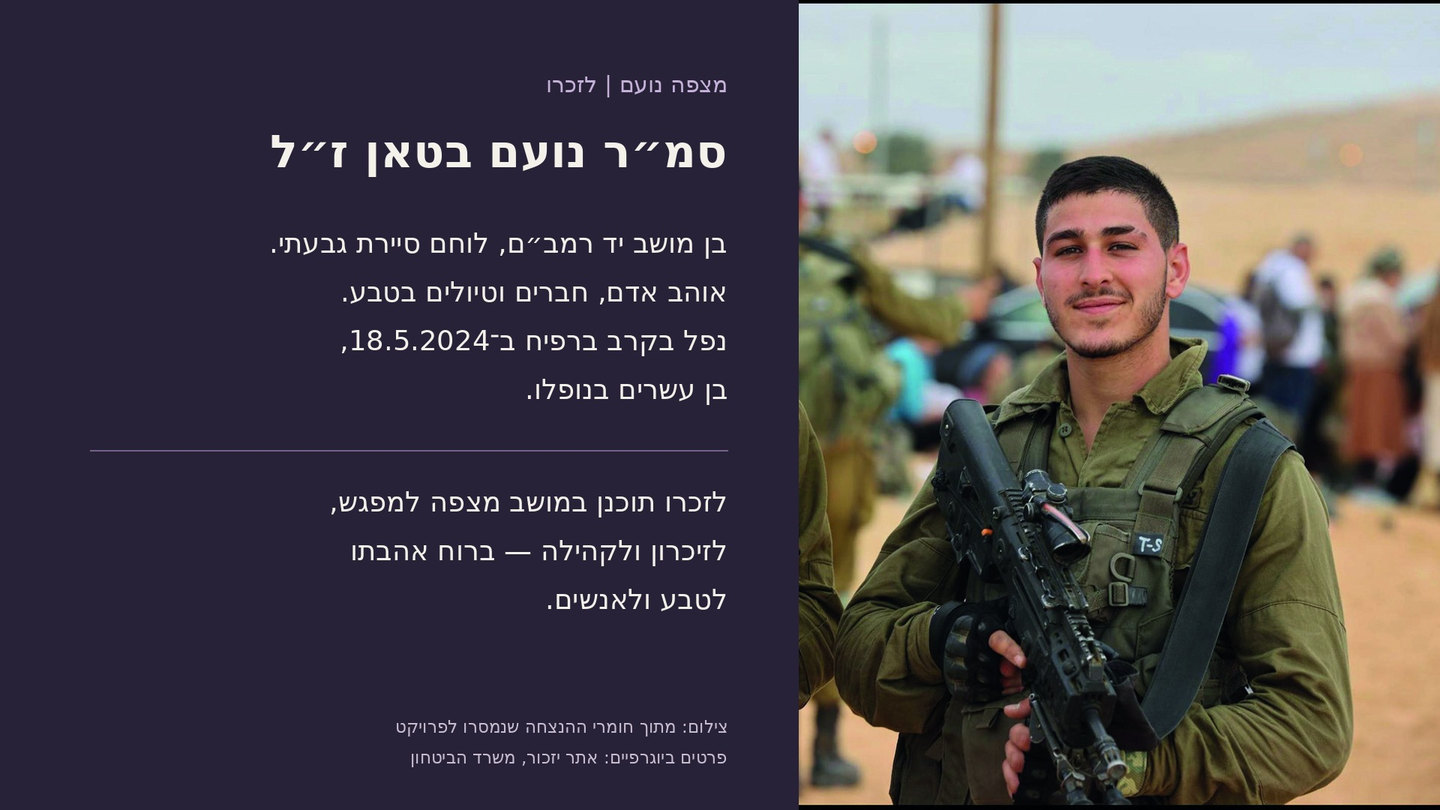 מצפה נועם | לזכרו
סמ״ר נועם בטאן ז״ל
בן מושב יד רמב״ם, לוחם סיירת גבעתי.
אוהב אדם, חברים וטיולים בטבע.
נפל בקרב ברפיח ב־18.5.2024,
בן עשרים בנופלו.
לזכרו תוכנן במושב מצפה למפגש,
לזיכרון ולקהילה — ברוח אהבתו
לטבע ולאנשים.
צילום: מתוך חומרי ההנצחה שנמסרו לפרויקט
פרטים ביוגרפיים: אתר יזכור, משרד הביטחון
T-S